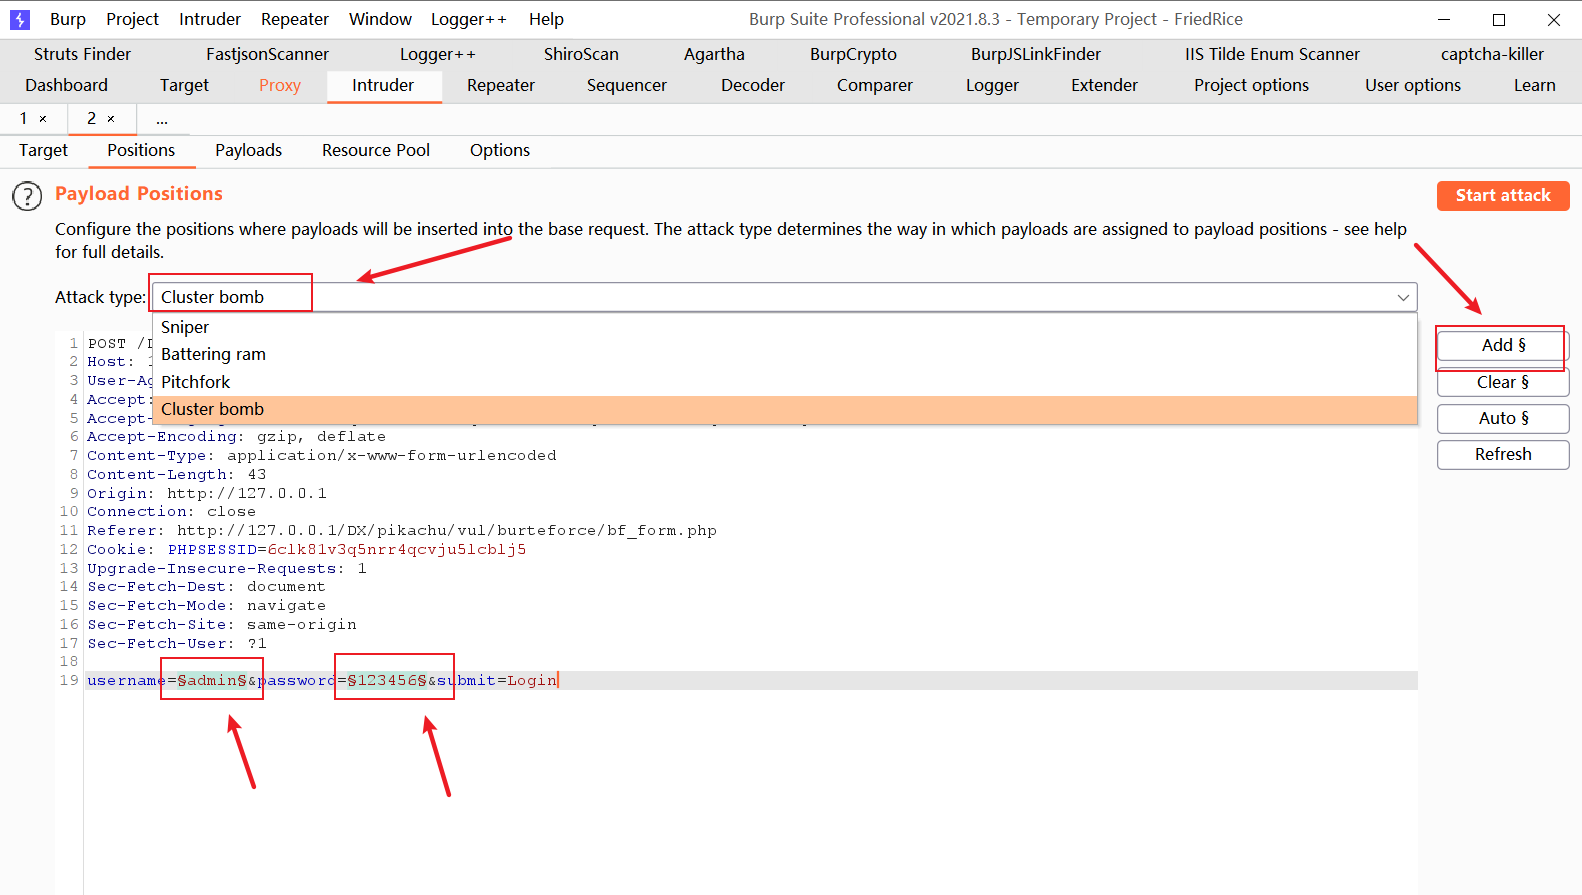 Burp Project Intruder Repeater Window Logger++ Help Burp Suite Professional v2021.8.3 - Temporary Project - FriedRice
Struts Finder FastjsonScanner Logger++ ShiroScan Agartha BurpCrypto BurpJSLinkFinder IIS Tilde Enum Scanner captcha-killer
Dashboard Target Proxy Intruder Repeater Sequencer Decoder Comparer Logger Extender Project options User options Learn
1 × 2 × ...
Target Positions Payloads Resource Pool Options
? Payload Positions Start attack
Configure the positions where payloads will be inserted into the base request. The attack type determines the way in which payloads are assigned to payload positions - see help
for full details.
Attack type: Cluster bomb
Sniper
Battering ram
Pitchfork
Cluster bomb
Add §
Clear §
Auto §
Refresh
1 POST
2 Host:
3
4 Accept:
5 Accept-
6 Accept-Encoding: gzip, deflate
7 Content-Type: application/x-www-form-urlencoded
8 Content-Length: 43
9 Origin: http://127.0.0.1
10 Connection: close
11 Referer: http://127.0.0.1/DX/pikachu/vul/burteforce/bf_form.php
12 Cookie: PHPSESSID=6clk81v3q5nrr4qcvju5lcblj5
13 Upgrade-Insecure-Requests: 1
14 Sec-Fetch-Dest: document
15 Sec-Fetch-Mode: navigate
16 Sec-Fetch-Site: same-origin
17 Sec-Fetch-User: ?1
18
19 username=§admin§&password=§123456§&submit=Login